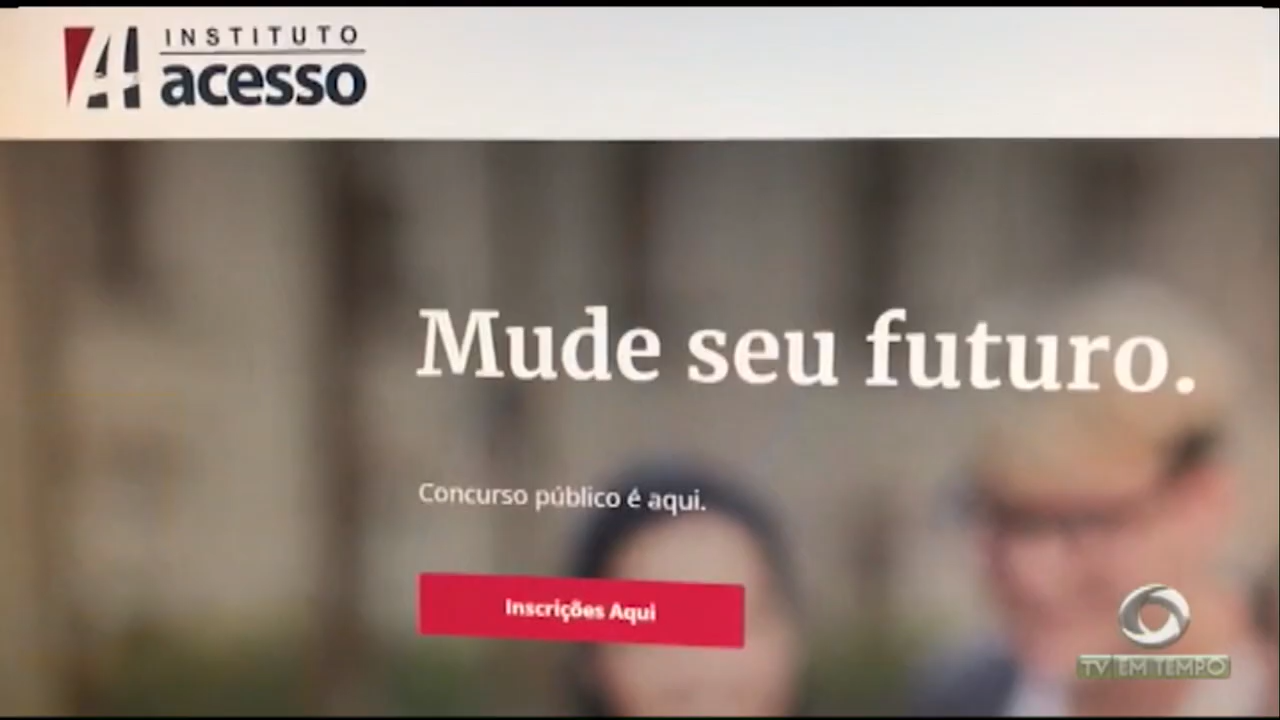 INSTITUTO
acesso
Mude seu futuro.
Concurso público é aqui.
Inscrições Aqui
TV EM TEMPO